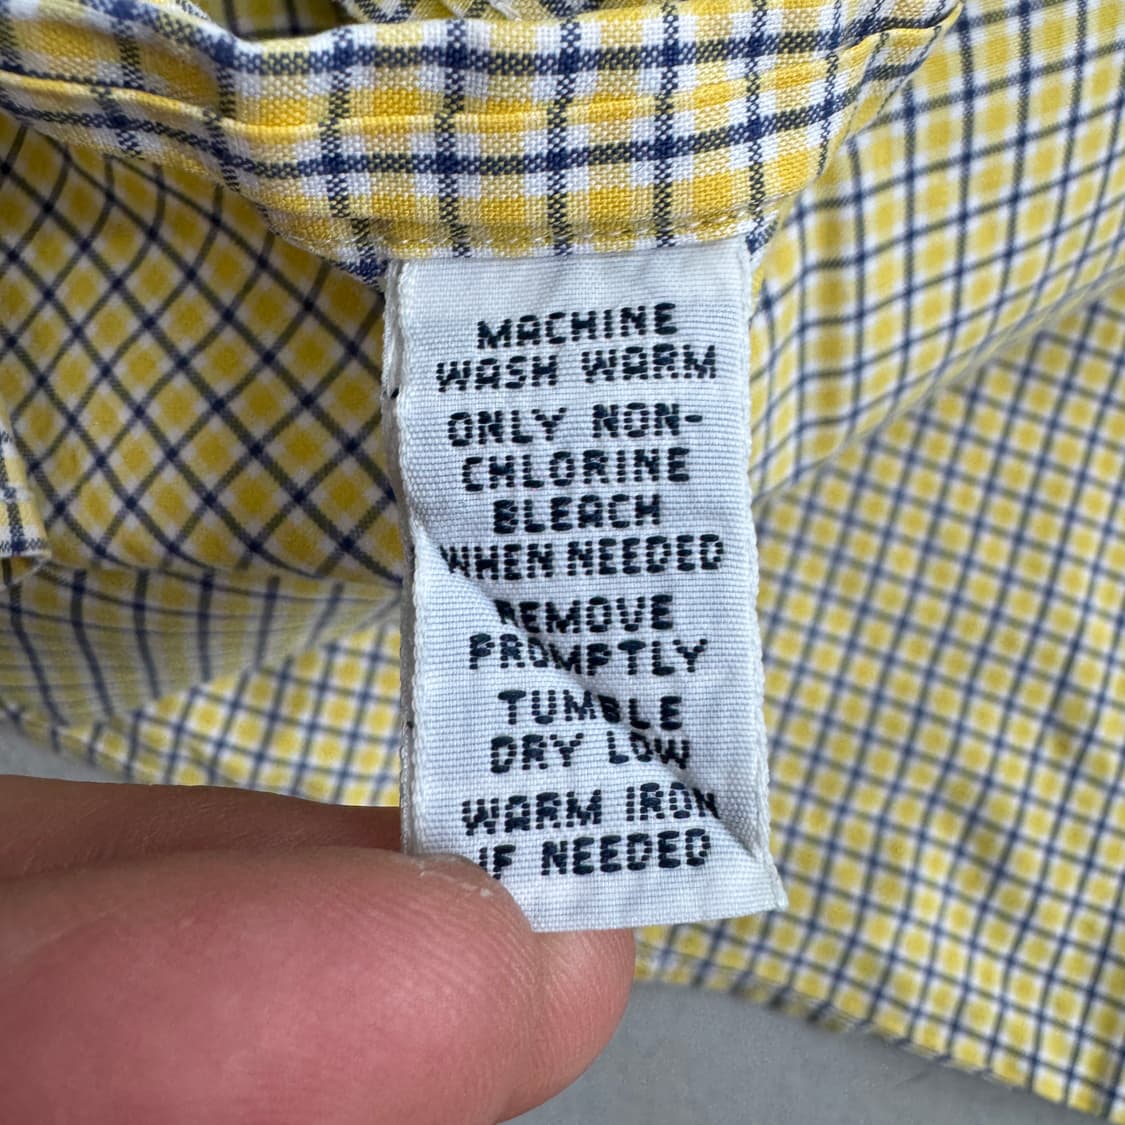 MACHINE
WASH WARM
ONLY NON-
CHLORINE
BLEACH
WHEN NEEDED
REMOVE
PROMPTLY
TUMBLE
DRY LOW
WARM IRON
IF NEEDED